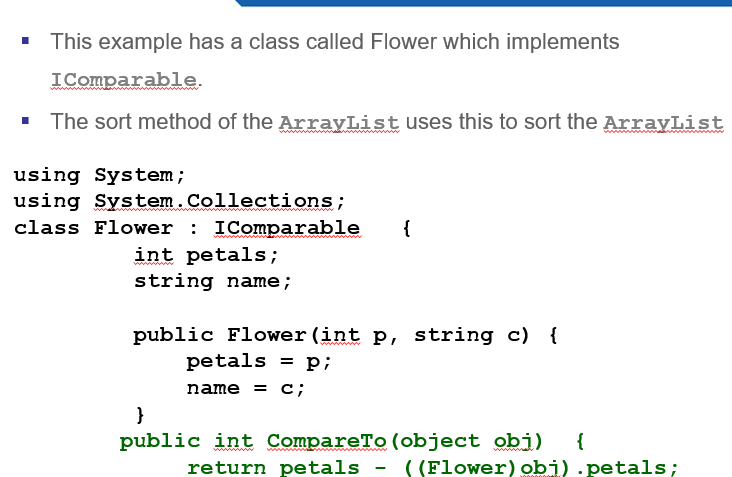 This example has a class called Flower which implements
IComparable.
The sort method of the ArrayList uses this to sort the ArrayList
using System;
using System.Collections;
class Flower : IComparable {
int petals;
string name;
public Flower(int p, string c) {
petals = p;
name = c;
}
public int CompareTo(object obj) {
return petals - ((Flower)obj).petals;